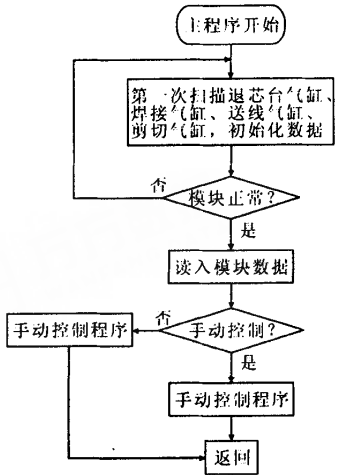 主程序开始
第一次扫描退芯台气缸、
焊接气缸、送线气缸、
剪切气缸，初始化数据
否
模块正常？
是
读入模块数据
否
手动控制程序
手动控制？
是
手动控制程序
返回